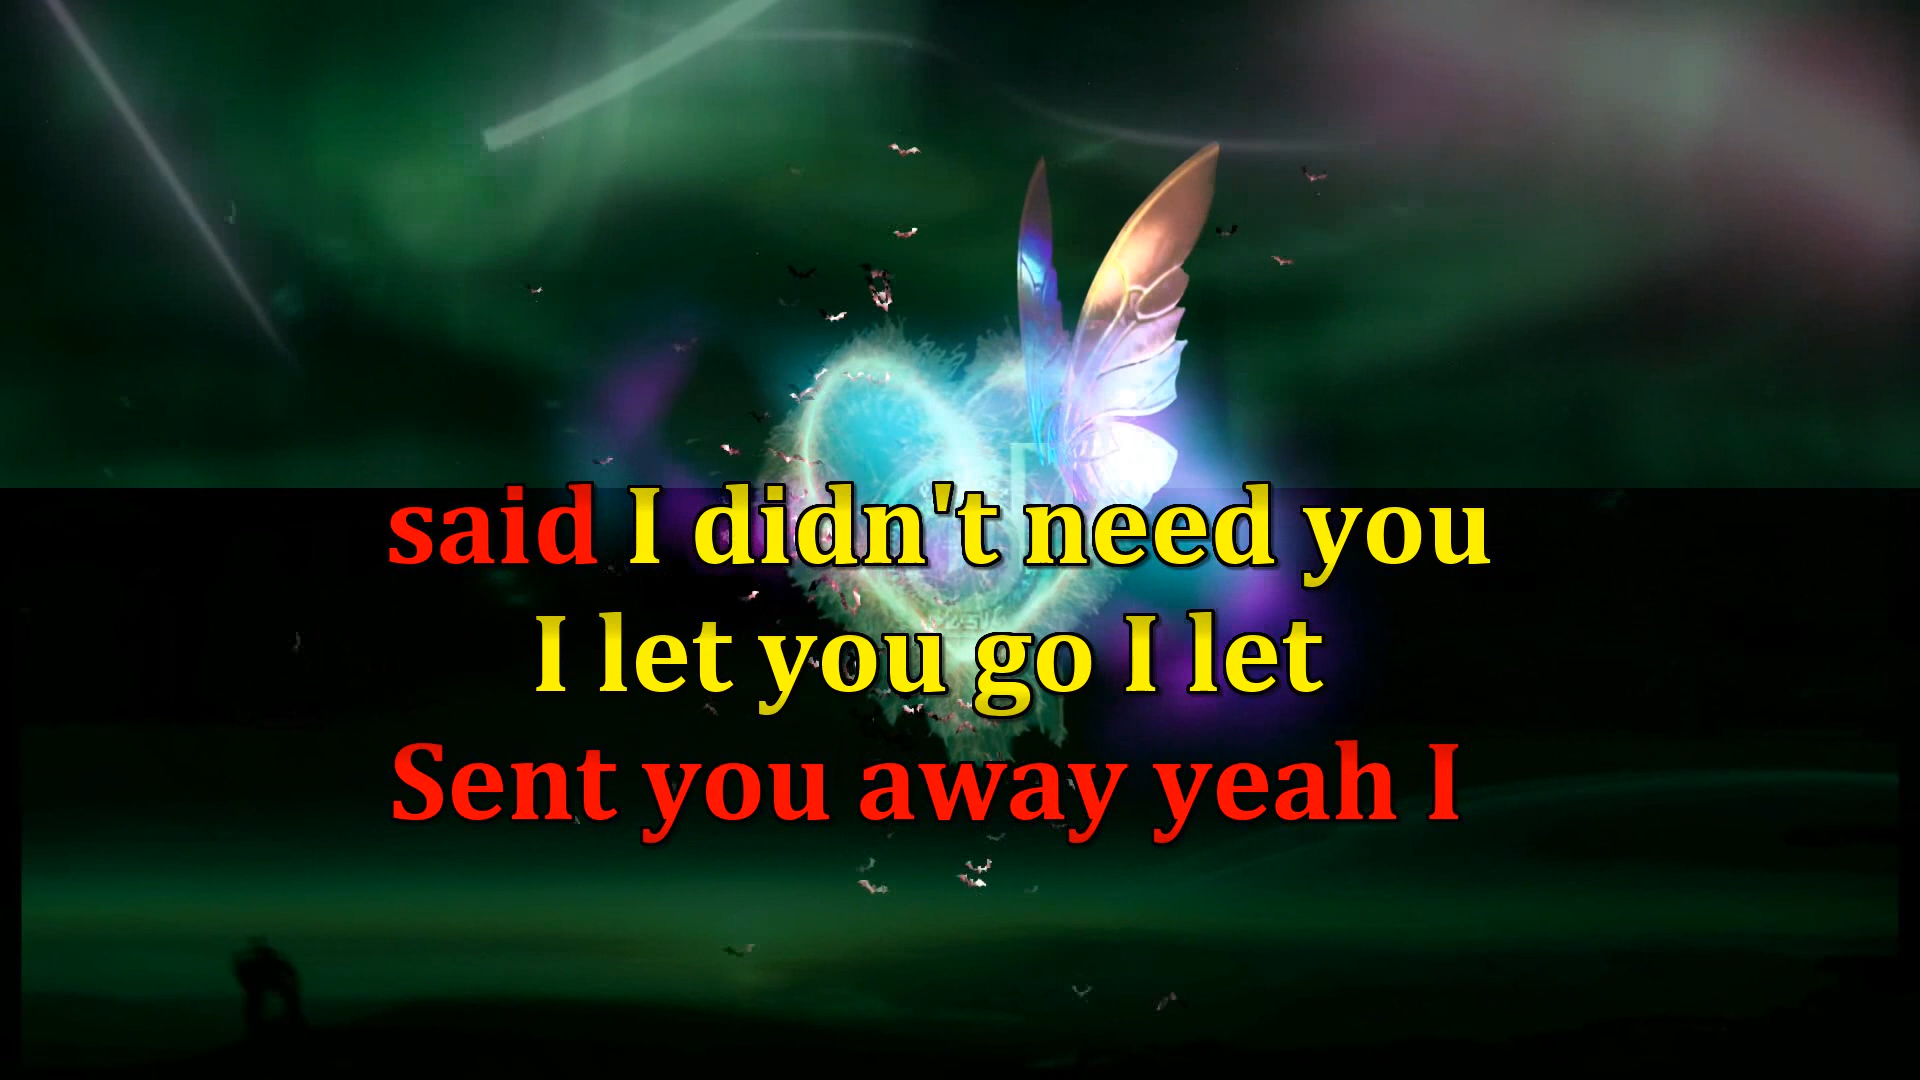 said I didn't need you
I let you go I let
Sent you away yeah I